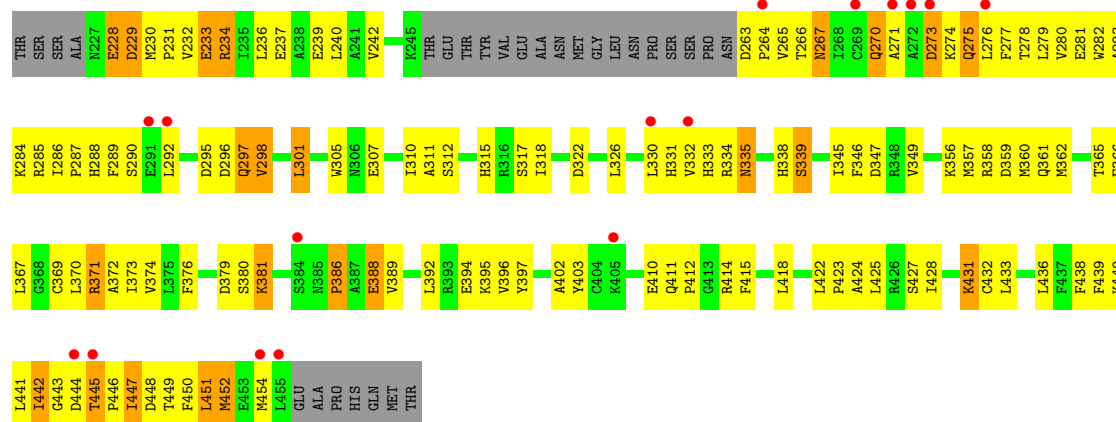 THR SER SER ALA N227 E228 D229 M230 P231 V232 E233 R234 I235 L236 E237 A238 E239 L240 A241 V242 K245 THR GLU THR TYR VAL GLU ALA ASN MET GLY LEU ASN PRO SER SER PRO ASN D263 P264 V265 T266 N267 I268 C269 Q270 A271 A272 D273 K274 Q275 L276 F277 T278 L279 V280 E281 W282
K284 R285 I286 P287 H288 F299 S290 E291 L292 D295 D296 Q297 V298 L301 W305 N306 E307 I310 A311 S312 H315 R316 S317 I318 D322 L326 L330 H331 V332 H333 R334 N335 H338 S339 I345 F346 D347 R348 V349 K356 M357 R358 D359 M360 Q361 M362 T365
L367 G368 C369 L370 R371 A372 I373 V374 L375 F376 D379 S380 K381 S384 N385 P386 A387 E388 V389 L392 R393 E394 K395 V396 Y397 A402 Y403 C404 K405 E410 Q411 P412 G413 R414 F415 L418 L422 P423 A424 L425 R426 S427 I428 K431 C432 L433 L436 F437 F438 F439
L441 I442 G443 D444 T445 P446 I447 D448 T449 F450 L451 M452 E453 M454 L455 GLU ALA PRO HIS GLN MET THR